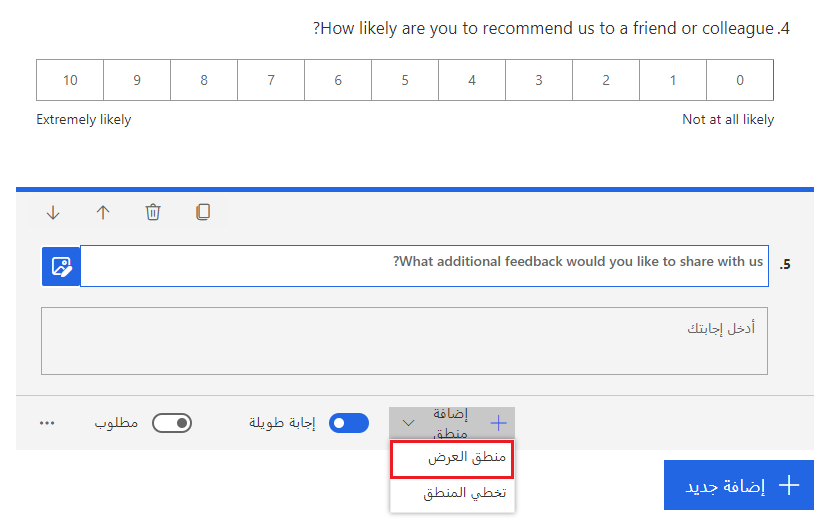 4. How likely are you to recommend us to a friend or colleague?
0 1 2 3 4 5 6 7 8 9 10
Not at all likely Extremely likely
5. What additional feedback would you like to share with us?
أدخل إجابتك
إضافة منطق إجابة طويلة مطلوب
منطق العرض
تخطي المنطق
إضافة جديد